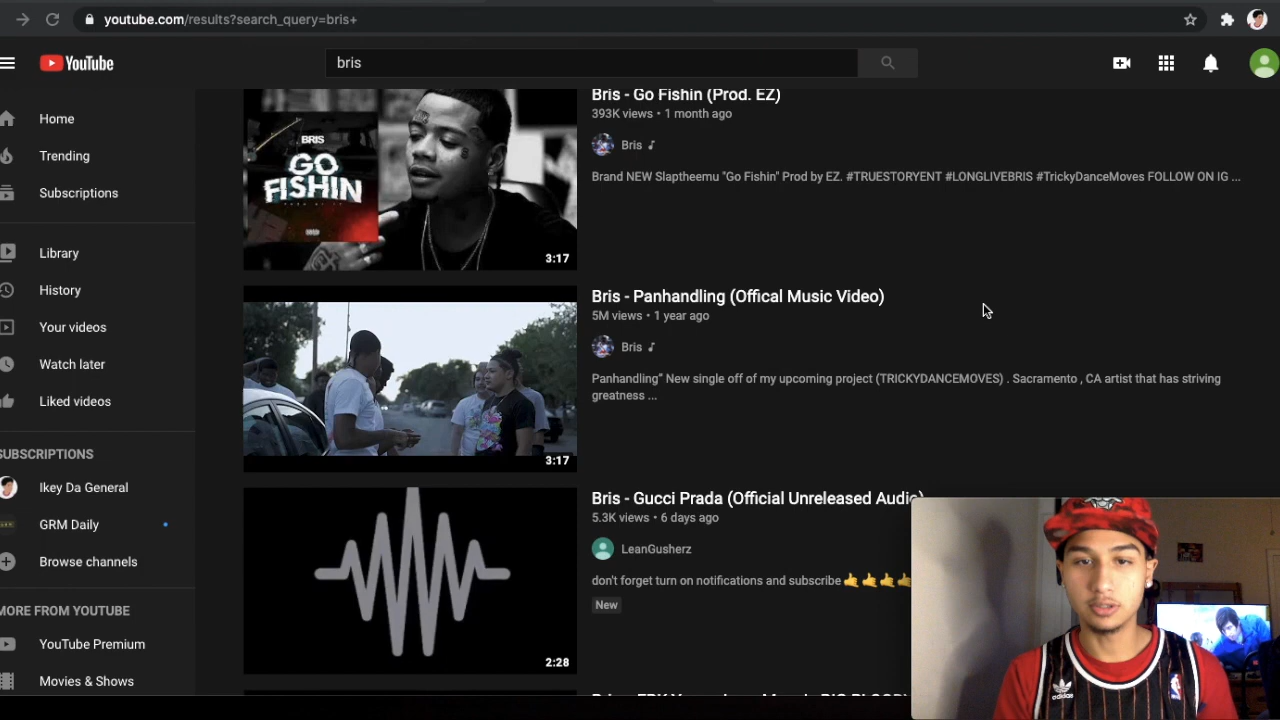 youtube.com/results?search_query=bris+
YouTube
bris
Home
Trending
Subscriptions
Library
History
Your videos
Watch later
Liked videos
SUBSCRIPTIONS
Ikey Da General
GRM Daily
Browse channels
MORE FROM YOUTUBE
YouTube Premium
Movies & Shows
BRIS
GO
FISHIN
3:17
Bris - Go Fishin (Prod. EZ)
393K views • 1 month ago
Bris ♪
Brand NEW Slaptheemu "Go Fishin" Prod by EZ. #TRUESTORYENT #LONGLIVEBRIS #TrickyDanceMoves FOLLOW ON IG ...
3:17
Bris - Panhandling (Offical Music Video)
5M views • 1 year ago
Bris ♪
Panhandling” New single off of my upcoming project (TRICKYDANCEMOVES) . Sacramento , CA artist that has striving
greatness ...
2:28
Bris - Gucci Prada (Official Unreleased Audio)
5.3K views • 6 days ago
LeanGusherz
don't forget turn on notifications and subscribe🤙🤙🤙🤙
New
adidas